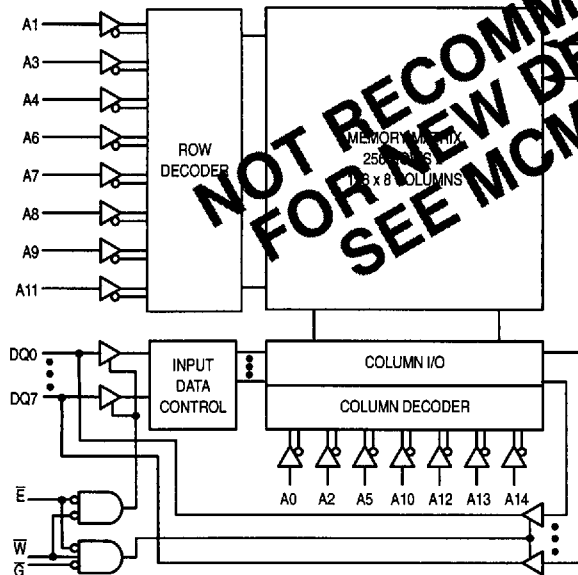 A1
A3
A4
A6
A7
A8
A9
A11
ROW
DECODER
MEMORY MATRIX
256
x 8 COLUMNS
NOT RECOMM
FOR NEW DE
SEE MCM
DQ0
DQ7
INPUT
DATA
CONTROL
COLUMN I/O
COLUMN DECODER
A0 A2 A5 A10 A12 A13 A14
E
W
G